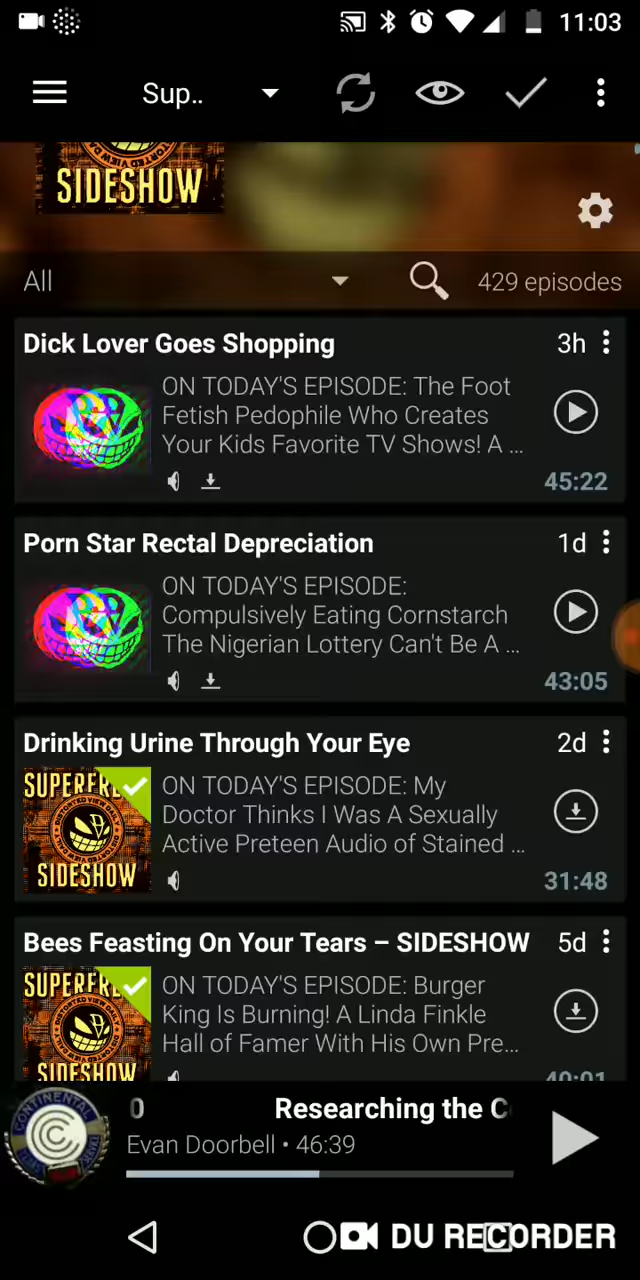 11:03
Sup..
SIDESHOW
All
429 episodes
Dick Lover Goes Shopping
3h
ON TODAY'S EPISODE: The Foot
Fetish Pedophile Who Creates
Your Kids Favorite TV Shows! A ...
45:22
Porn Star Rectal Depreciation
1d
ON TODAY'S EPISODE:
Compulsively Eating Cornstarch
The Nigerian Lottery Can't Be A ...
43:05
Drinking Urine Through Your Eye
2d
SIDESHOW
ON TODAY'S EPISODE: My
Doctor Thinks I Was A Sexually
Active Preteen Audio of Stained ...
31:48
Bees Feasting On Your Tears – SIDESHOW
5d
SIDESHOW
ON TODAY'S EPISODE: Burger
King Is Burning! A Linda Finkle
Hall of Famer With His Own Pre...
40:01
CONTINENTAL
0
Researching the C
Evan Doorbell • 46:39
DU RECORDER